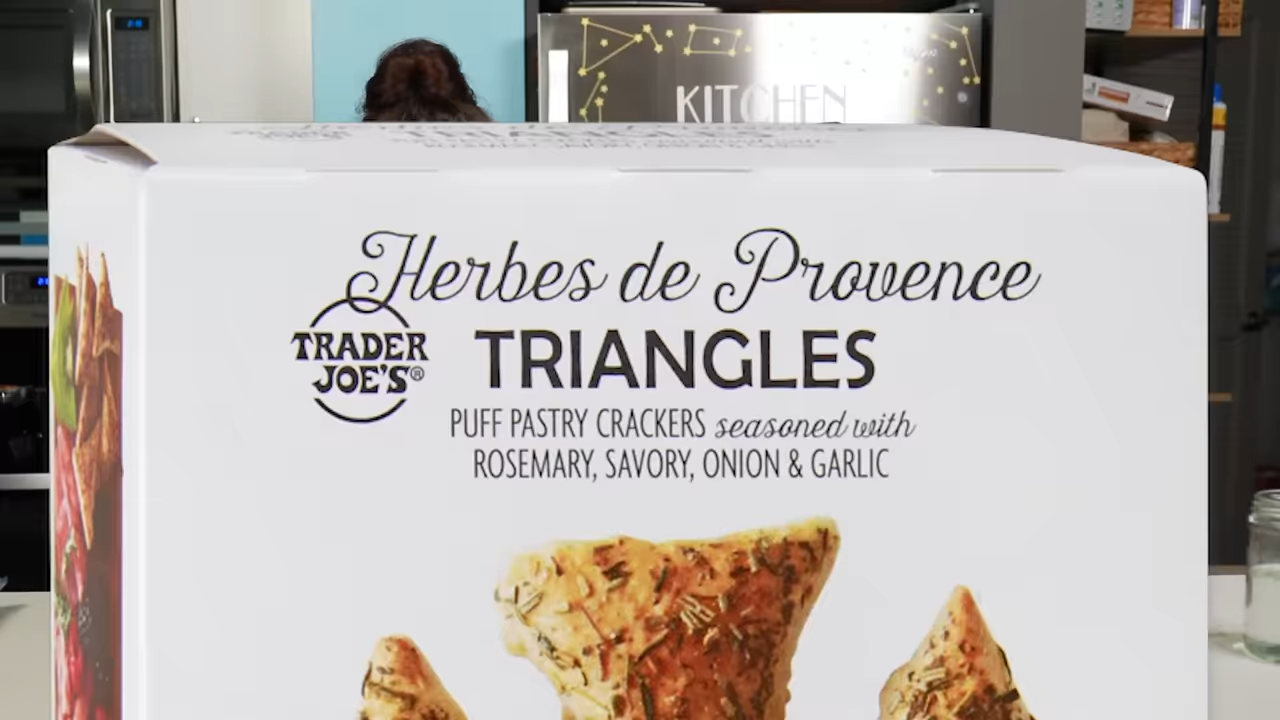 KITCHEN
Herbes de Provence
TRADER
JOE'S®
TRIANGLES
PUFF PASTRY CRACKERS seasoned with
ROSEMARY, SAVORY, ONION & GARLIC